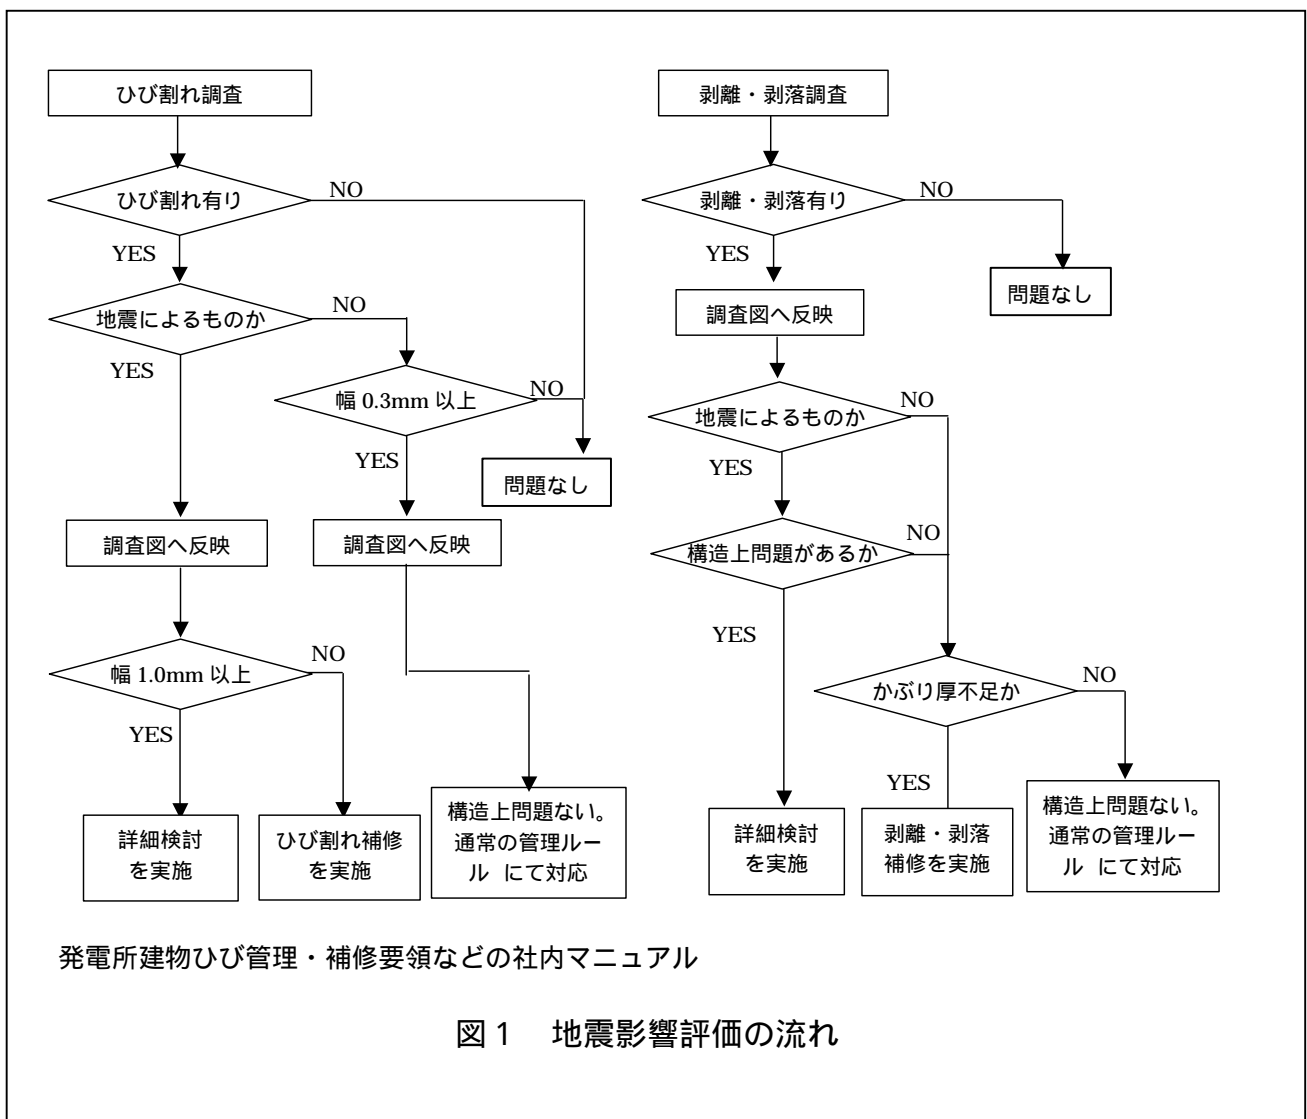 ひび割れ調査
ひび割れ有り
NO
YES
地震によるものか
NO
YES
幅 0.3mm 以上
NO
YES
問題なし
調査図へ反映
調査図へ反映
幅 1.0mm 以上
NO
YES
詳細検討
を実施
ひび割れ補修
を実施
構造上問題ない。
通常の管理ルー
ル にて対応
剥離・剥落調査
剥離・剥落有り
NO
YES
問題なし
調査図へ反映
地震によるものか
NO
YES
構造上問題があるか
NO
YES
かぶり厚不足か
NO
YES
詳細検討
を実施
剥離・剥落
補修を実施
構造上問題ない。
通常の管理ルー
ル にて対応
発電所建物ひび管理・補修要領などの社内マニュアル
図1 地震影響評価の流れ